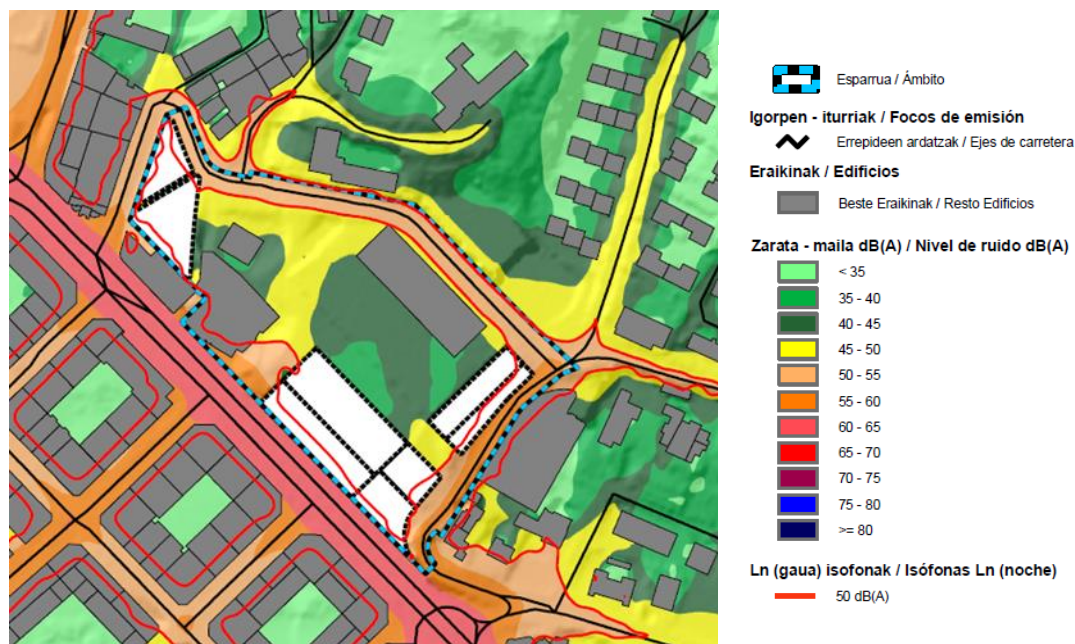 Esparrua / Ámbito
Igorpen - iturriak / Focos de emisión
Errepideen ardatzak / Ejes de carretera
Eraikinak / Edificios
Beste Eraikinak / Resto Edificios
Zarata - maila dB(A) / Nivel de ruido dB(A)
< 35
35 - 40
40 - 45
45 - 50
50 - 55
55 - 60
60 - 65
65 - 70
70 - 75
75 - 80
>= 80
Ln (gaua) isofonak / Isófonas Ln (noche)
50 dB(A)